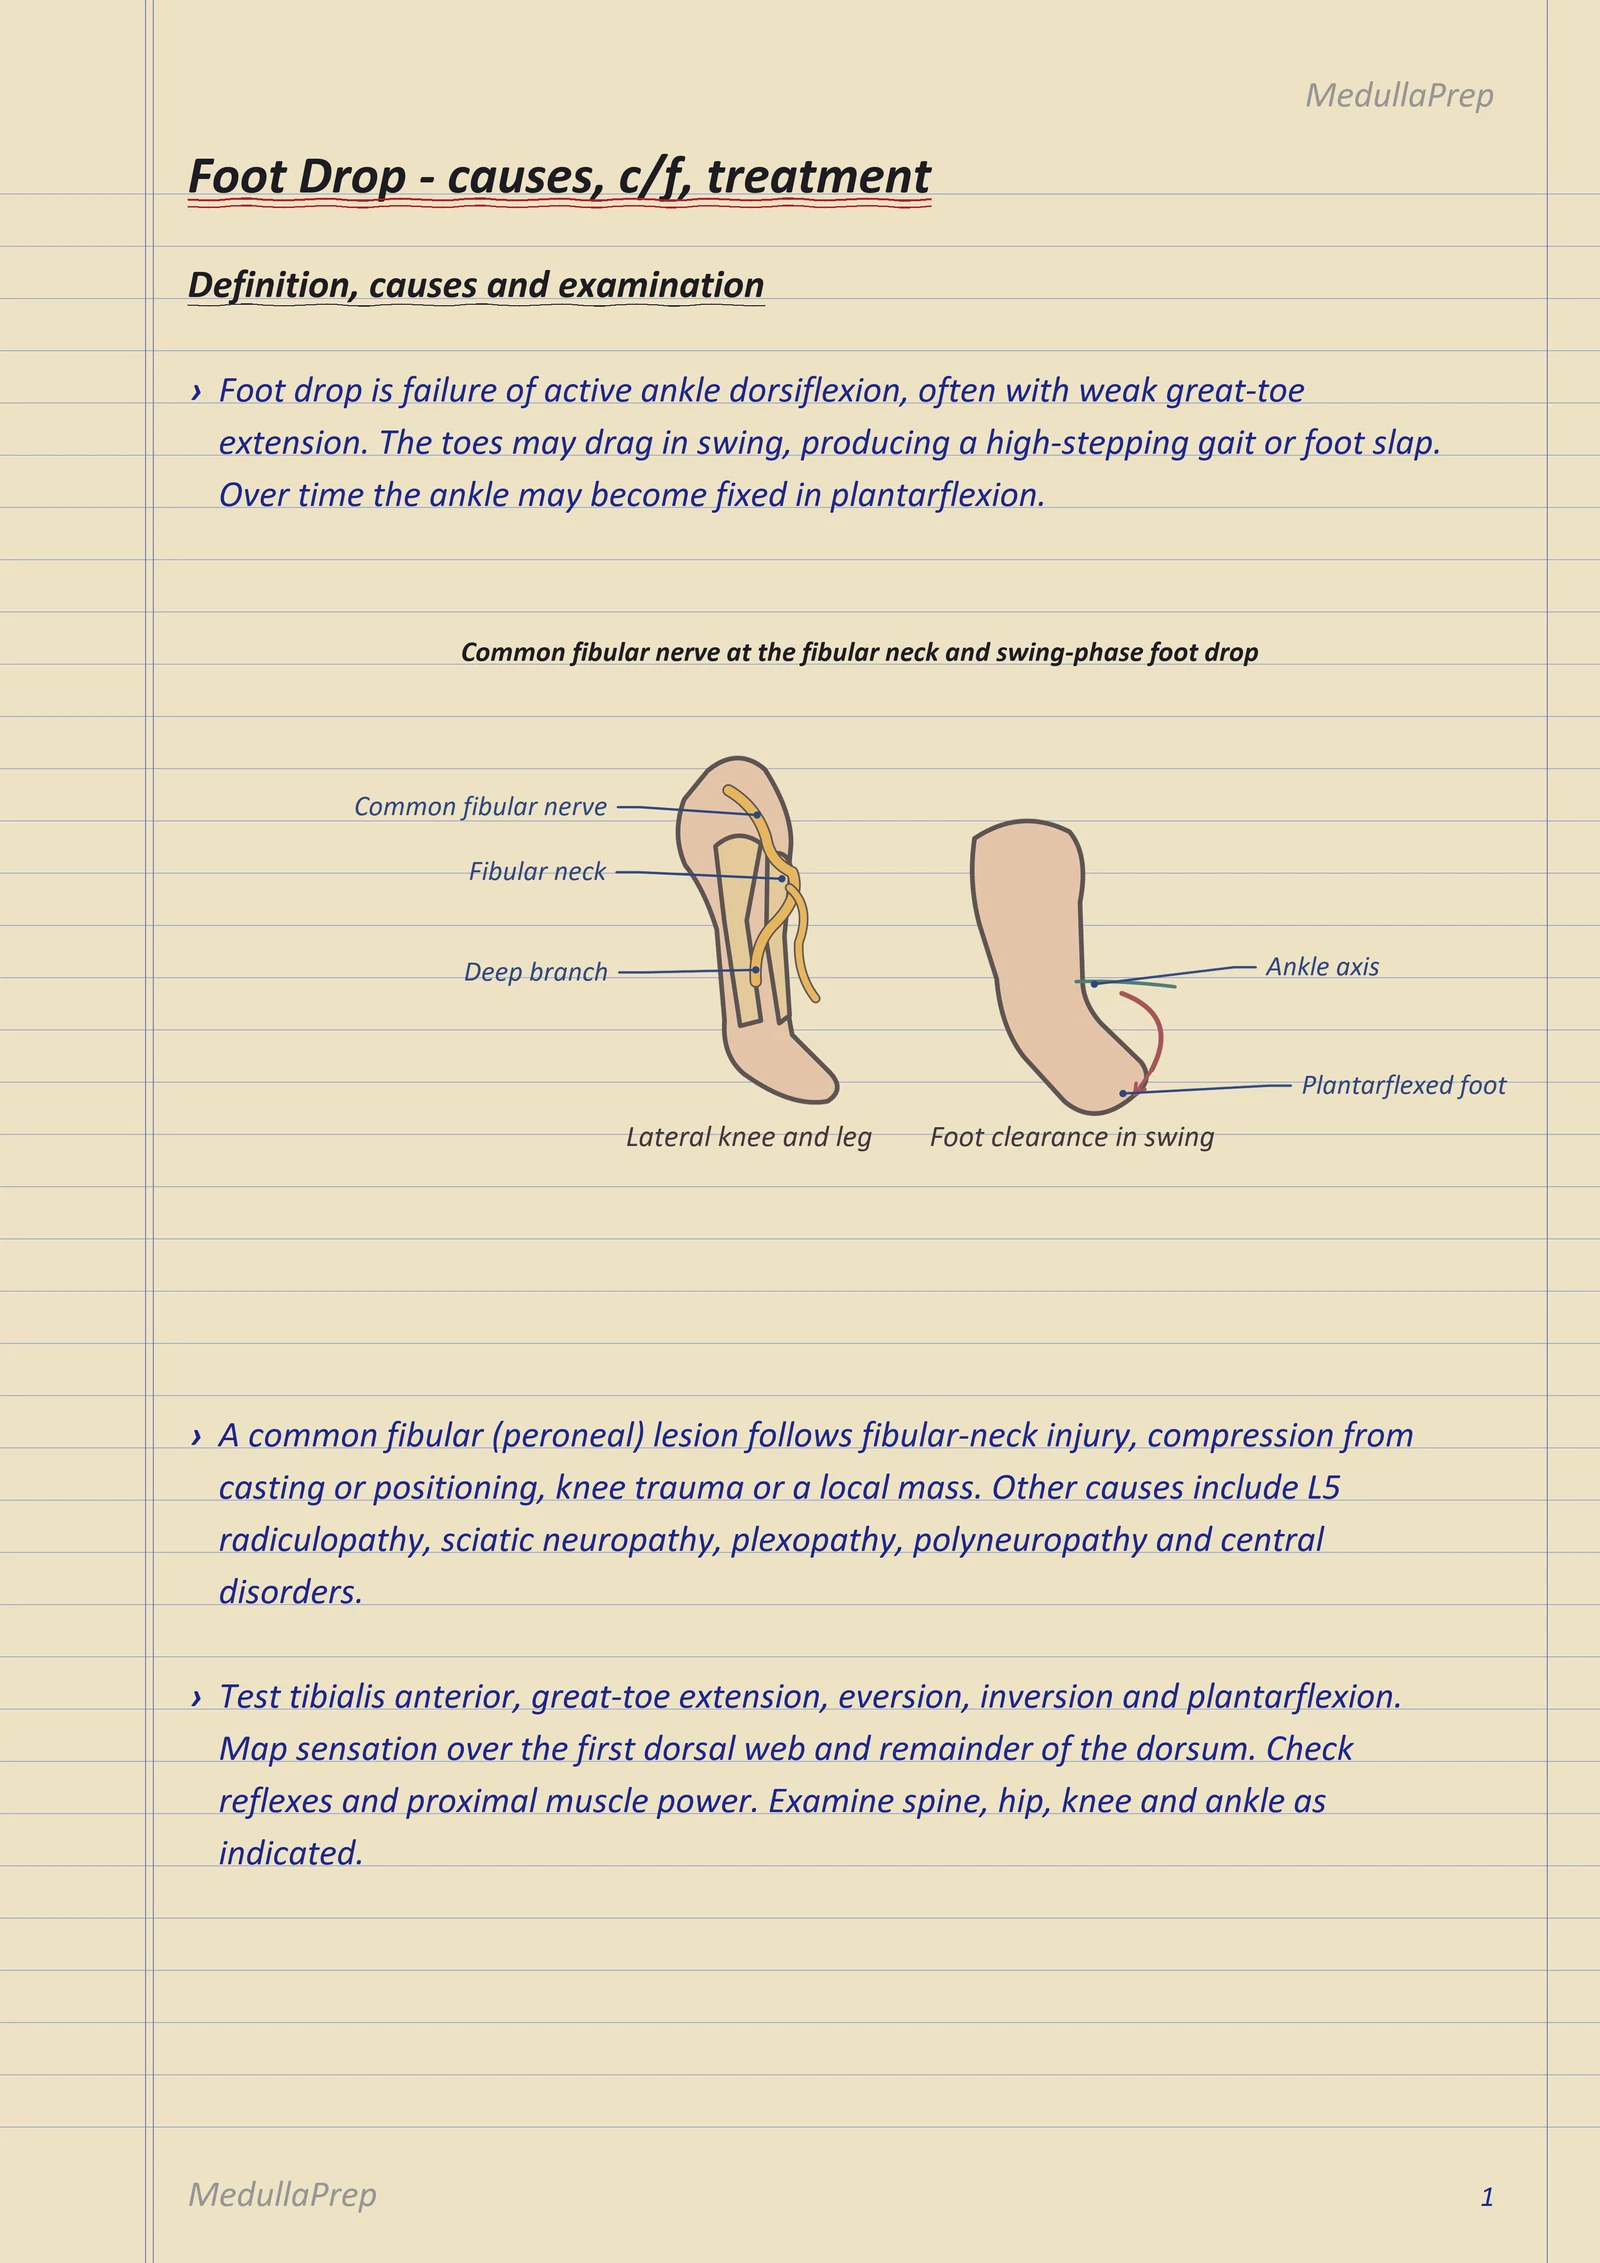 MedullaPrep
Foot Drop - causes, c/f, treatment
Definition, causes and examination
› Foot drop is failure of active ankle dorsiflexion, often with weak great-toe
extension. The toes may drag in swing, producing a high-stepping gait or foot slap.
Over time the ankle may become fixed in plantarflexion.
Common fibular nerve at the fibular neck and swing-phase foot drop
Common fibular nerve
Fibular neck
Deep branch
Ankle axis
Plantarflexed foot
Lateral knee and leg
Foot clearance in swing
› A common fibular (peroneal) lesion follows fibular-neck injury, compression from
casting or positioning, knee trauma or a local mass. Other causes include L5
radiculopathy, sciatic neuropathy, plexopathy, polyneuropathy and central
disorders.
› Test tibialis anterior, great-toe extension, eversion, inversion and plantarflexion.
Map sensation over the first dorsal web and remainder of the dorsum. Check
reflexes and proximal muscle power. Examine spine, hip, knee and ankle as
indicated.
MedullaPrep
1